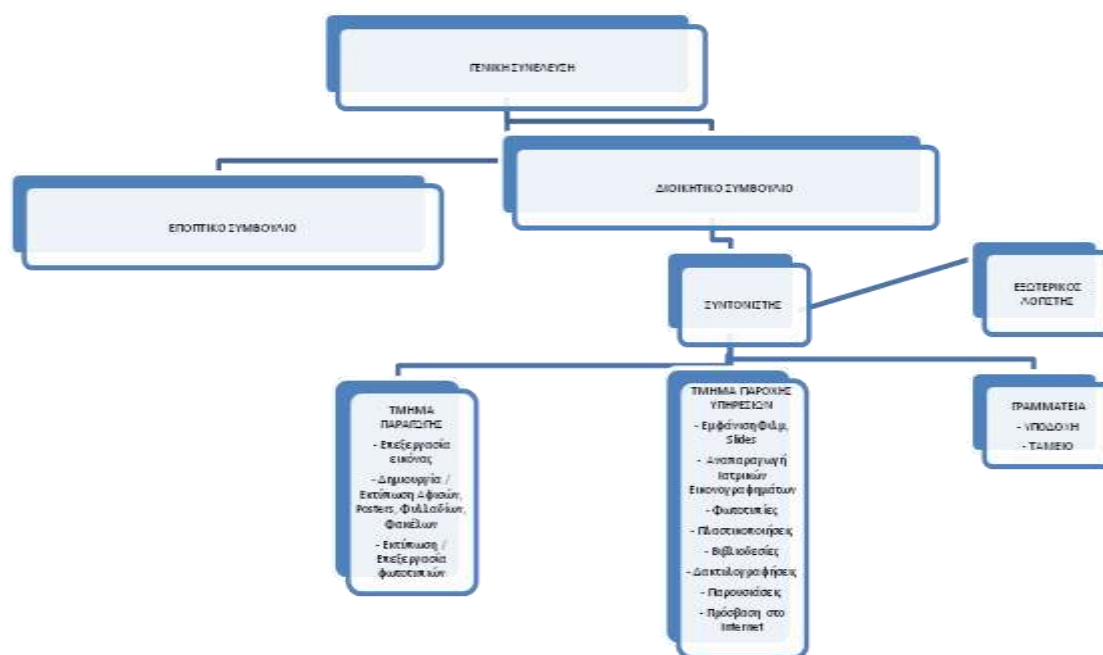 ΓΕΝΙΚΗ ΣΥΝΕΛΕΥΣΗ
ΔΙΟΙΚΗΤΙΚΟ ΣΥΜΒΟΥΛΙΟ
ΕΠΟΠΤΙΚΟ ΣΥΜΒΟΥΛΙΟ
ΣΥΝΤΟΝΙΣΤΗΣ
ΕΞΩΤΕΡΙΚΟΣ
ΛΟΓΙΣΤΗΣ
ΤΜΗΜΑ
ΠΑΡΑΓΩΓΗΣ
- Επεξεργασία
εικόνας
- Δημιουργία /
Εκτύπωση Αφισών,
Posters, Φυλλαδίων,
Φακέλων
- Εκτύπωση /
Επεξεργασία
φωτοτυπιών
ΤΜΗΜΑ ΠΑΡΟΧΗΣ
ΥΠΗΡΕΣΙΩΝ
- Εμφάνιση Φιλμ,
Slides
- Αναπαραγωγή
Ιατρικών
Εικονογραφημάτων
- Φωτοτυπίες
- Πλαστικοποιήσεις
- Βιβλιοδεσίες
- Δακτυλογραφήσεις
- Παρουσιάσεις
- Πρόσβαση στο
Internet
ΓΡΑΜΜΑΤΕΙΑ
- ΥΠΟΔΟΧΗ
- ΤΑΜΕΙΟ